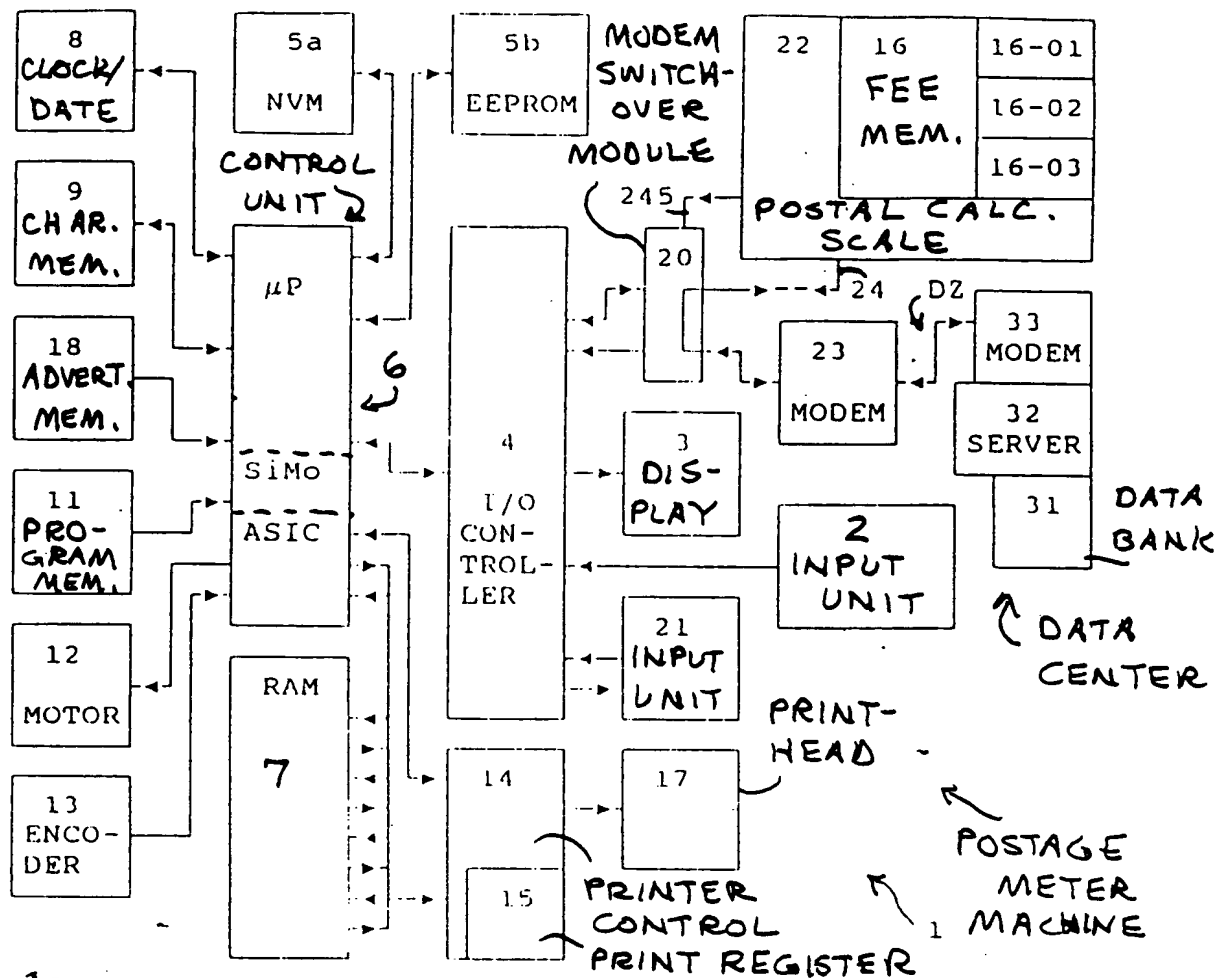 8
CLOCK/
DATE
5a
NVM
5b
EEPROM
MODEM
SWITCH-
OVER
MODULE
22
16
FEE
MEM.
16-01
16-02
16-03
POSTAL CALC.
SCALE
CONTROL
UNIT
9
CHAR.
MEM.
245
20
24
DZ
μP
18
ADVERT.
MEM.
6
23
MODEM
33
MODEM
32
SERVER
31
DATA
BANK
DATA
CENTER
SiMo
ASIC
4
I/O
CON-
TROL-
LER
3
DIS-
PLAY
11
PRO-
GRAM
MEM.
2
INPUT
UNIT
12
MOTOR
21
INPUT
UNIT
RAM
7
13
ENCO-
DER
14
17
PRINT-
HEAD
15
PRINTER
CONTROL
PRINT REGISTER
1
POSTAGE
METER
MACHINE